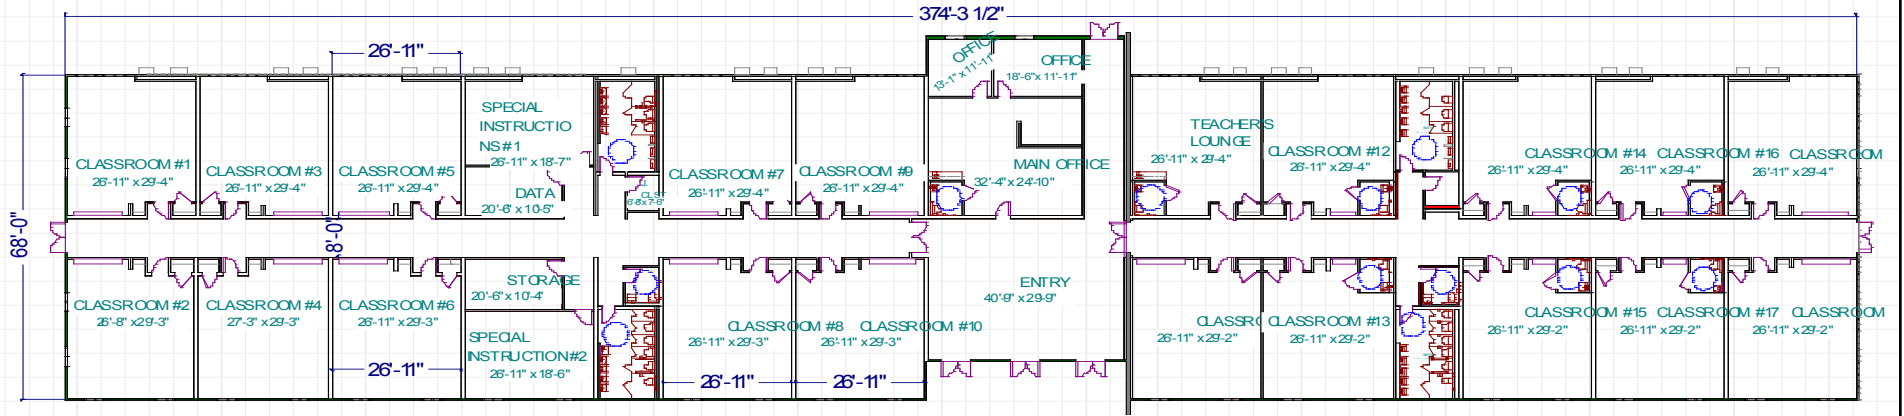 374'-3 1/2"
26'-11"
68'-0"
8'-0"
OFFICE
13'-1" x 11'-11"
OFFICE
18'-6" x 11'-11"
CLASSROOM #1
26'-11" x 29'-4"
CLASSROOM #3
26'-11" x 29'-4"
CLASSROOM #5
26'-11" x 29'-4"
SPECIAL
INSTRUCTIO
NS #1
26'-11" x 18'-7"
DATA
20'-6" x 10-5"
CLST
6'-8 x 7'-6"
CLASSROOM #7
26'-11" x 29'-4"
CLASSROOM #9
26'-11" x 29'-4"
MAIN OFFICE
32'-4" x 24'-10"
TEACHER'S
LOUNGE
26'-11" x 29'-4"
CLASSROOM #12
26'-11" x 29'-4"
CLASSROOM #14
26'-11" x 29'-4"
CLASSROOM #16
26'-11" x 29'-4"
CLASSROOM
26'-11" x 29'-4"
CLASSROOM #2
26'-8" x 29'-3"
CLASSROOM #4
27'-3" x 29'-3"
CLASSROOM #6
26'-11" x 29'-3"
STORAGE
20'-6" x 10'-4"
SPECIAL
INSTRUCTION #2
26'-11" x 18'-6"
CLASSROOM #8
26'-11" x 29'-3"
CLASSROOM #10
26'-11" x 29'-3"
ENTRY
40'-9" x 29'-9"
CLASSR
26'-11" x 29'-2"
CLASSROOM #13
26'-11" x 29'-2"
CLASSROOM #15
26'-11" x 29'-2"
CLASSROOM #17
26'-11" x 29'-2"
CLASSROOM
26'-11" x 29'-2"
26'-11"
26'-11"
26'-11"